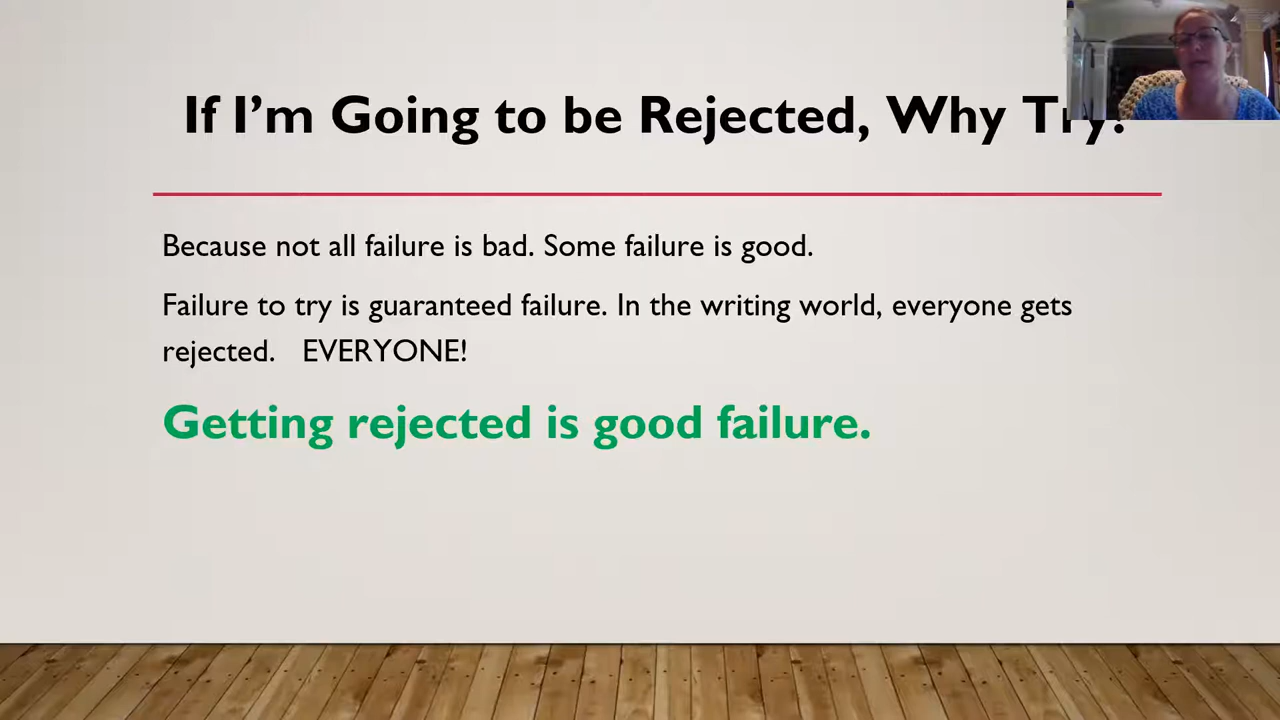 If I’m Going to be Rejected, Why Try?
Because not all failure is bad. Some failure is good.
Failure to try is guaranteed failure. In the writing world, everyone gets
rejected. EVERYONE!
Getting rejected is good failure.